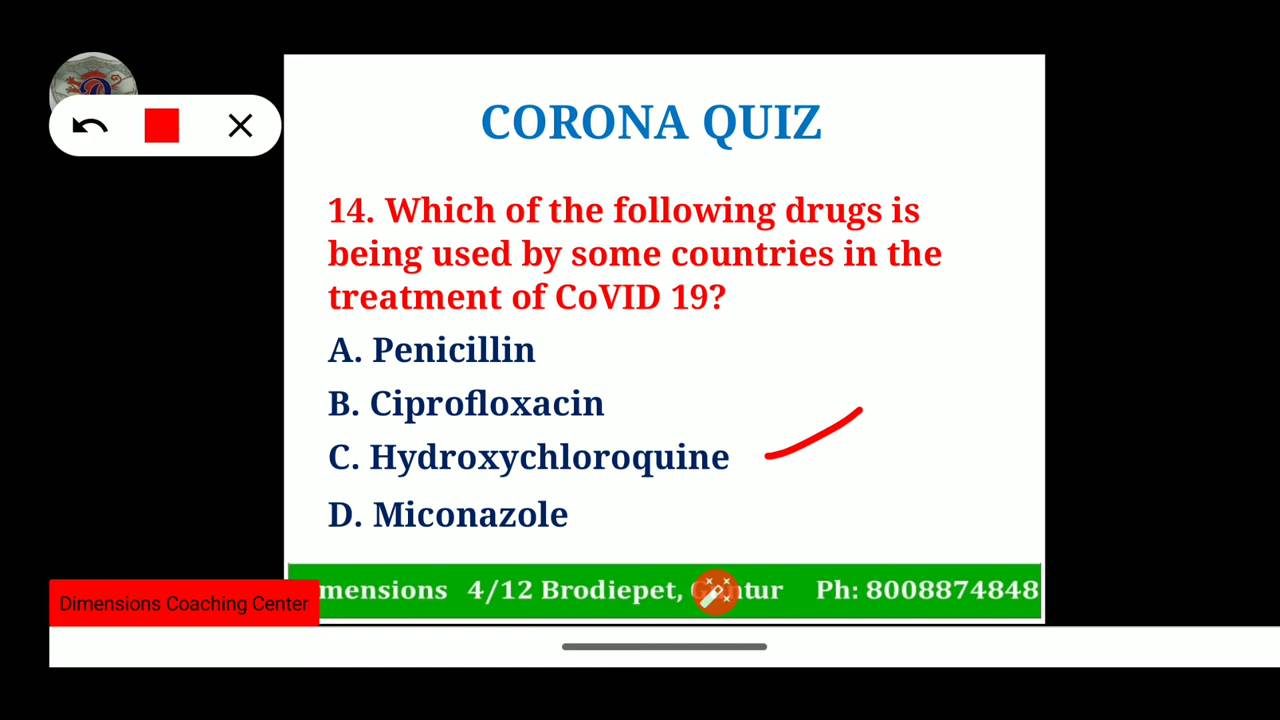 CORONA QUIZ
14. Which of the following drugs is
being used by some countries in the
treatment of CoVID 19?
A. Penicillin
B. Ciprofloxacin
C. Hydroxychloroquine
D. Miconazole
mensions 4/12 Brodiepet, Ph: 8008874848
Dimensions Coaching Center